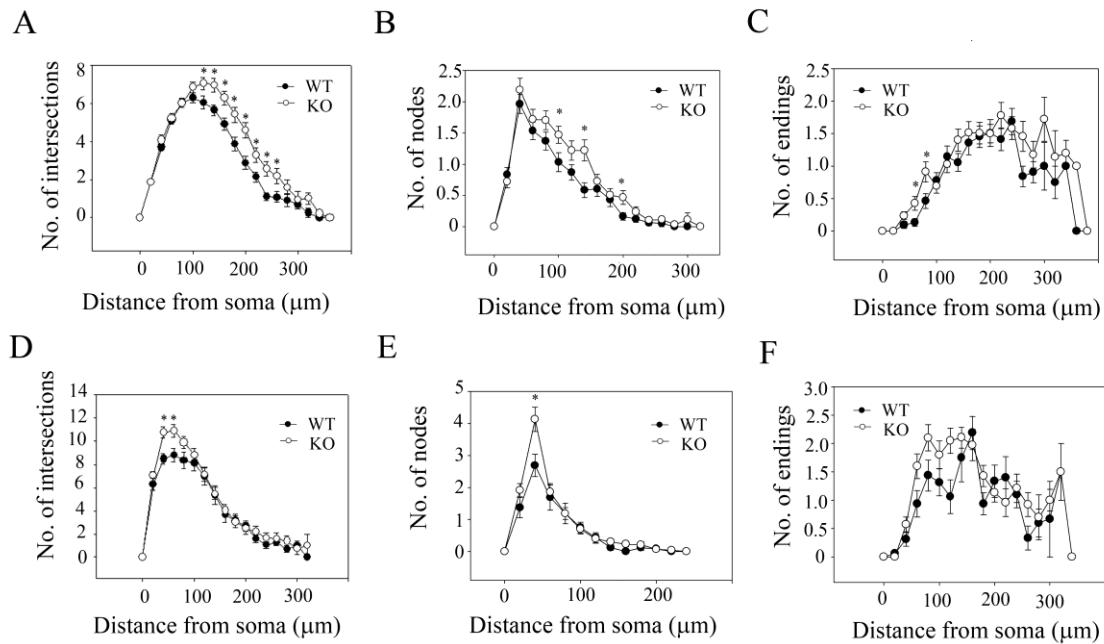 A
No. of intersections
8
6
4
2
0
* * * * * * * *
WT
KO
0 100 200 300
Distance from soma (μm)
B
No. of nodes
2.5
2.0
1.5
1.0
0.5
0
* * *
WT
KO
0 100 200 300
Distance from soma (μm)
C
No. of endings
2.5
2.0
1.5
1.0
0.5
0
* *
WT
KO
0 100 200 300
Distance from soma (μm)
D
No. of intersections
14
12
10
8
6
4
2
0
* *
WT
KO
0 100 200 300
Distance from soma (μm)
E
No. of nodes
5
4
3
2
1
0
*
WT
KO
0 100 200
Distance from soma (μm)
F
No. of endings
3.0
2.5
2.0
1.5
1.0
0.5
0
WT
KO
0 100 200 300
Distance from soma (μm)